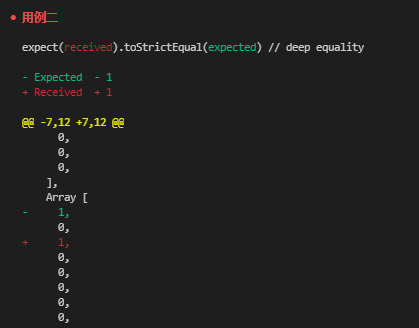 ● 用例二
expect(received).toStrictEqual(expected) // deep equality
- Expected  - 1
+ Received  + 1
@@ -7,12 +7,12 @@
      0,
      0,
      0,
    ],
    Array [
-     1,
      0,
+     1,
      0,
      0,
      0,
      0,
      0,